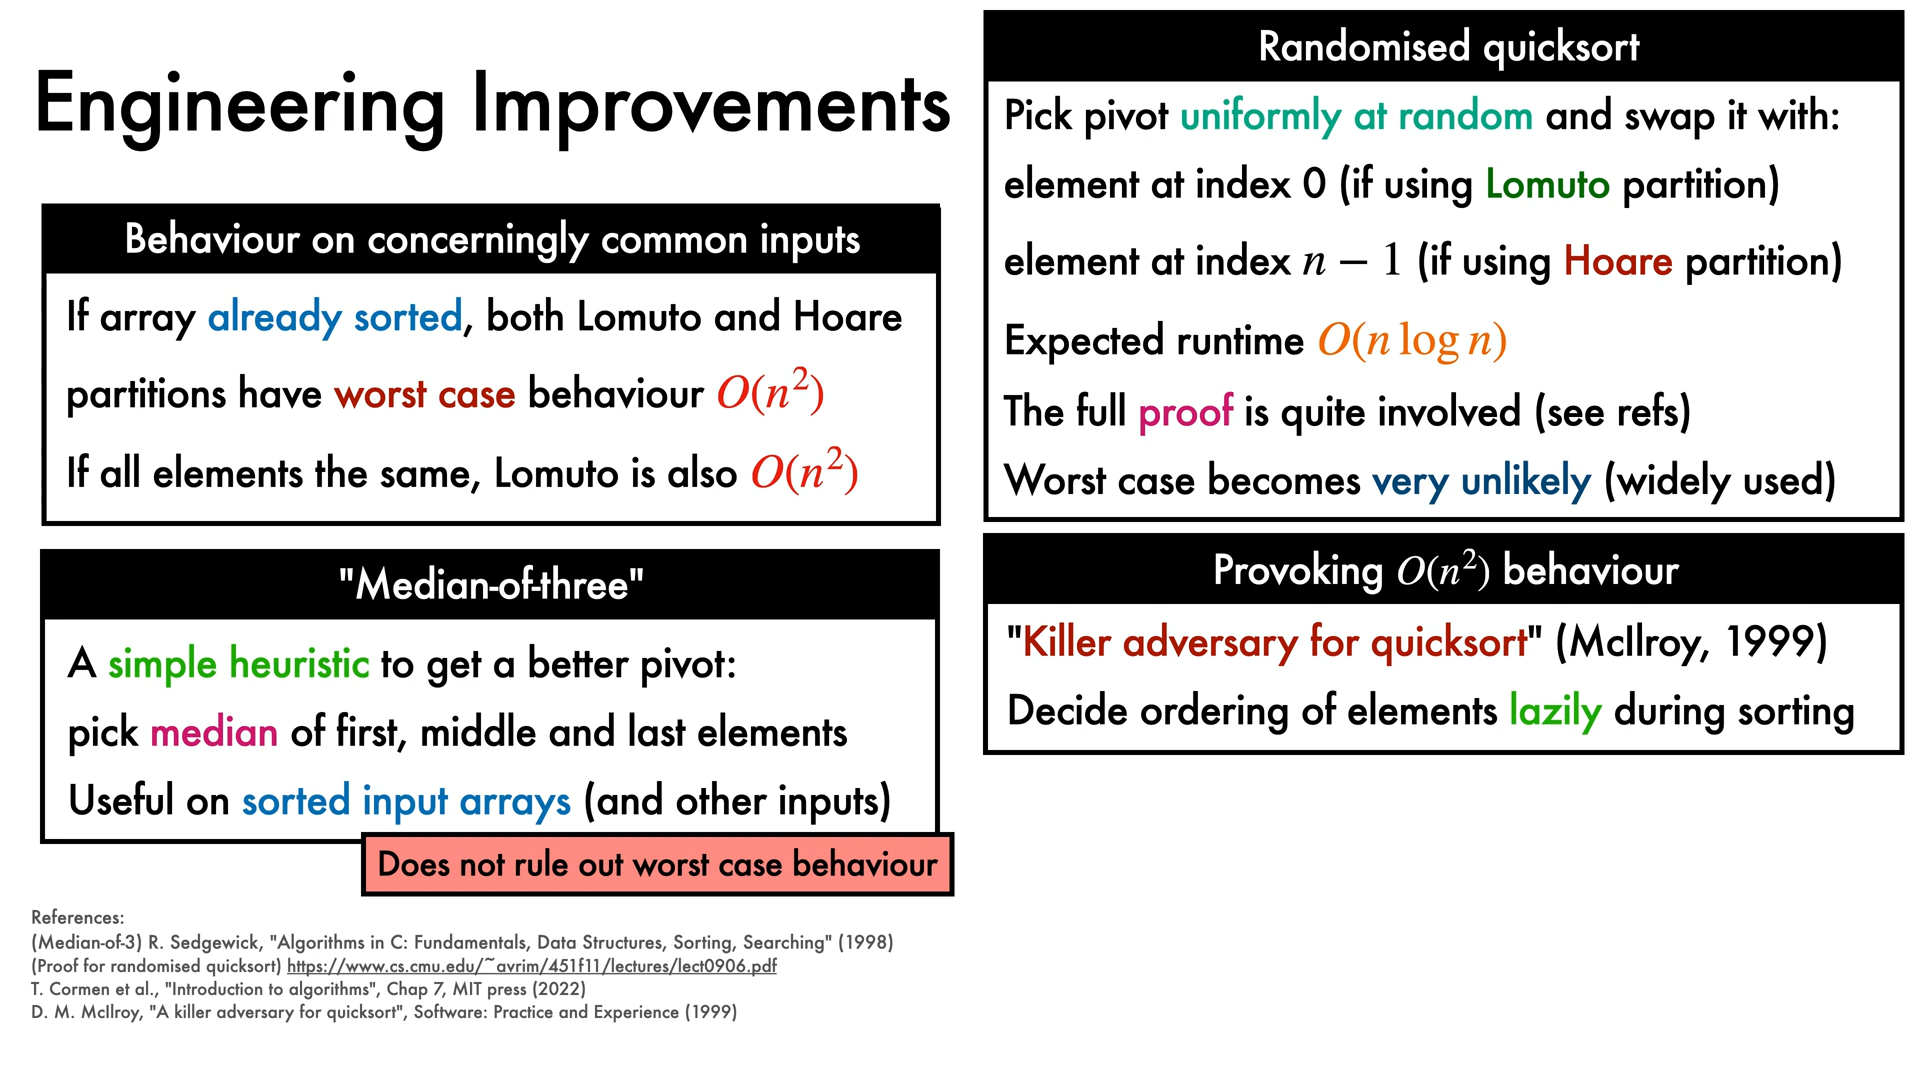 Engineering Improvements
Behaviour on concerningly common inputs
If array already sorted, both Lomuto and Hoare
partitions have worst case behaviour O(n²)
If all elements the same, Lomuto is also O(n²)
"Median-of-three"
A simple heuristic to get a better pivot:
pick median of first, middle and last elements
Useful on sorted input arrays (and other inputs)
Does not rule out worst case behaviour
Randomised quicksort
Pick pivot uniformly at random and swap it with:
element at index 0 (if using Lomuto partition)
element at index n − 1 (if using Hoare partition)
Expected runtime O(n log n)
The full proof is quite involved (see refs)
Worst case becomes very unlikely (widely used)
Provoking O(n²) behaviour
"Killer adversary for quicksort" (McIlroy, 1999)
Decide ordering of elements lazily during sorting
References:
(Median-of-3) R. Sedgewick, "Algorithms in C: Fundamentals, Data Structures, Sorting, Searching" (1998)
(Proof for randomised quicksort) https://www.cs.cmu.edu/~avrim/451f11/lectures/lect0906.pdf
T. Cormen et al., "Introduction to algorithms", Chap 7, MIT press (2022)
D. M. McIlroy, "A killer adversary for quicksort", Software: Practice and Experience (1999)